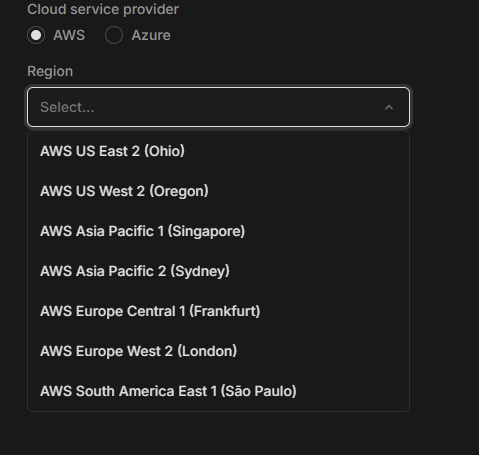 Cloud service provider
AWS Azure
Region
Select...
AWS US East 2 (Ohio)
AWS US West 2 (Oregon)
AWS Asia Pacific 1 (Singapore)
AWS Asia Pacific 2 (Sydney)
AWS Europe Central 1 (Frankfurt)
AWS Europe West 2 (London)
AWS South America East 1 (São Paulo)